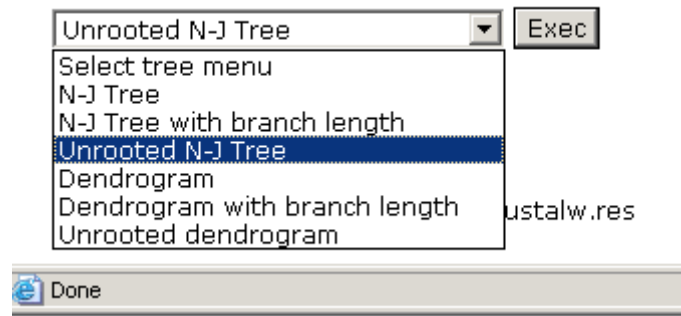 Unrooted N-J Tree Exec
Select tree menu
N-J Tree
N-J Tree with branch length
Unrooted N-J Tree
Dendrogram
Dendrogram with branch length
ustalw.res
Unrooted dendrogram
Done